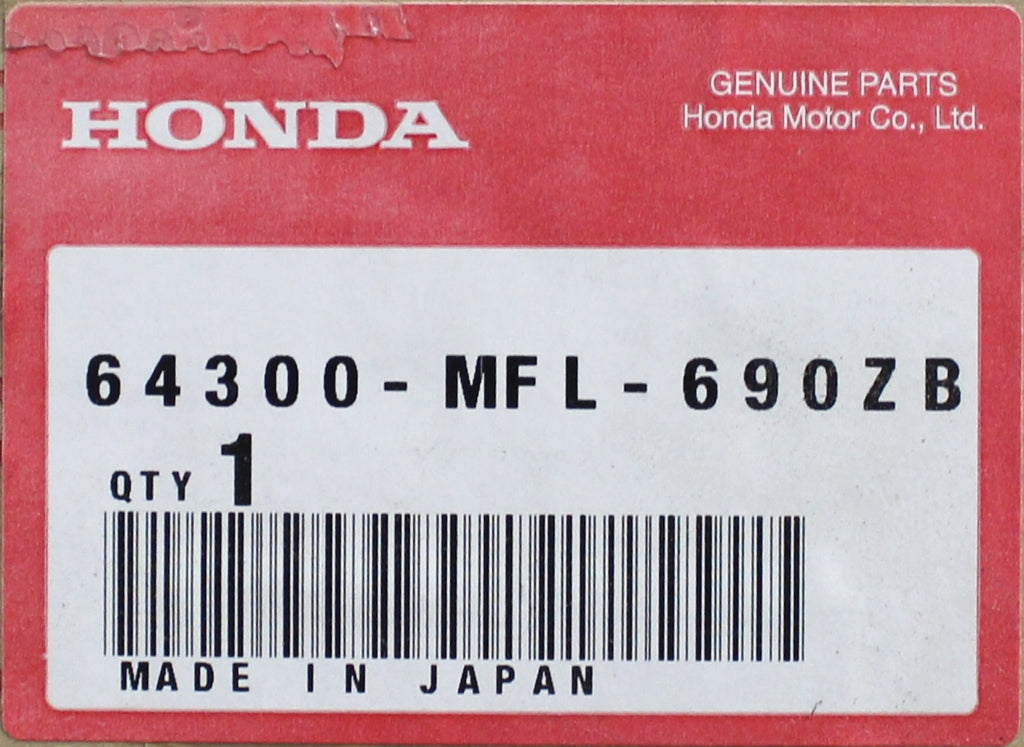 HONDA
GENUINE PARTS
Honda Motor Co., Ltd.
64300-MFL-690ZB
QTY 1
MADE IN JAPAN